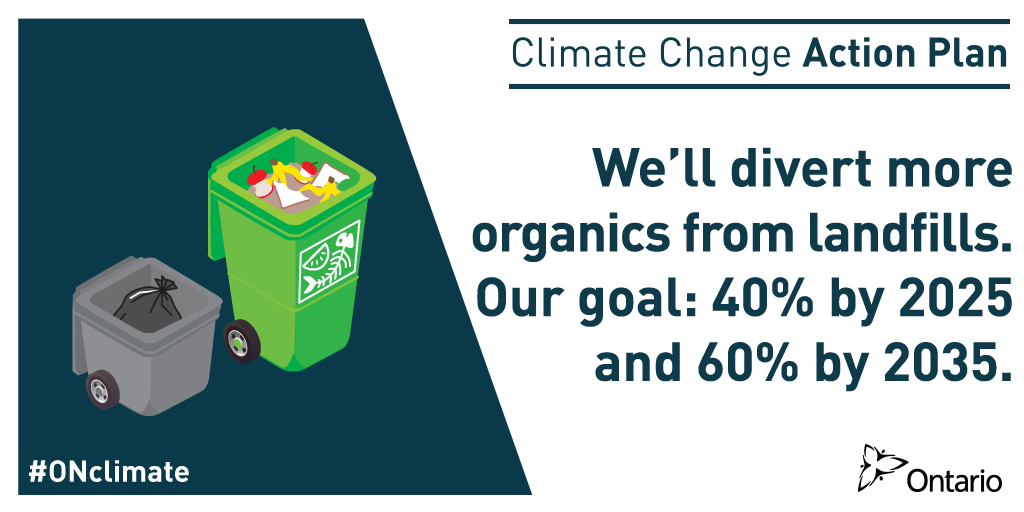 Climate Change Action Plan
We'll divert more
organics from landfills.
Our goal: 40% by 2025
and 60% by 2035.
#ONclimate
Ontario